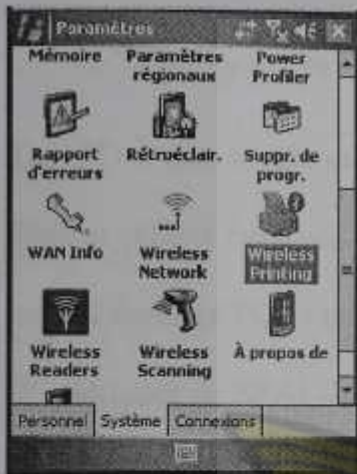 Paramètres
Mémoire Paramètres régionaux Power Profiler
Rapport d'erreurs Rétroéclair. Suppr. de progr.
WAN Info Wireless Network Wireless Printing
Wireless Readers Wireless Scanning À propos de
Personnel Système Connexions